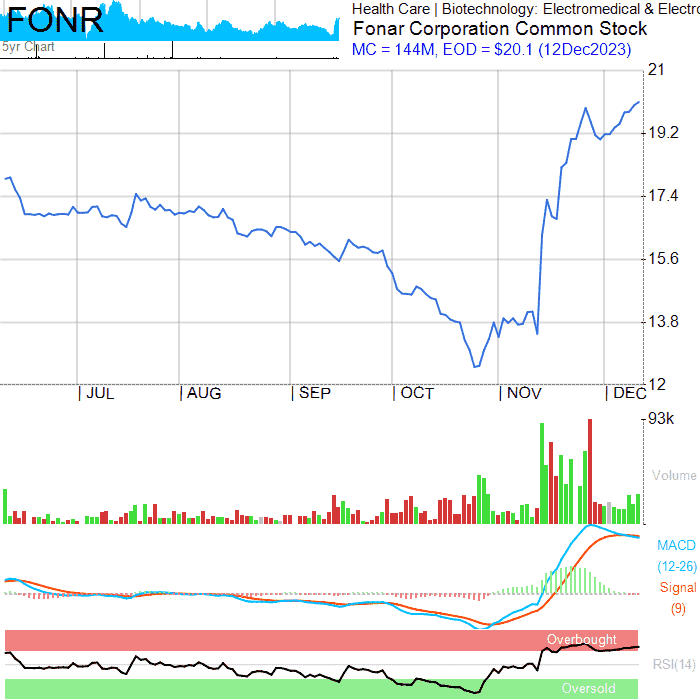 FONR
5yr Chart
Health Care | Biotechnology: Electromedical & Electro
Fonar Corporation Common Stock
MC = 144M, EOD = $20.1 (12Dec2023)
21
19.2
17.4
15.6
13.8
12
| JUL | AUG | SEP | OCT | NOV | DEC
93k
Volume
MACD
(12-26)
Signal
(9)
Overbought
RSI(14)
Oversold